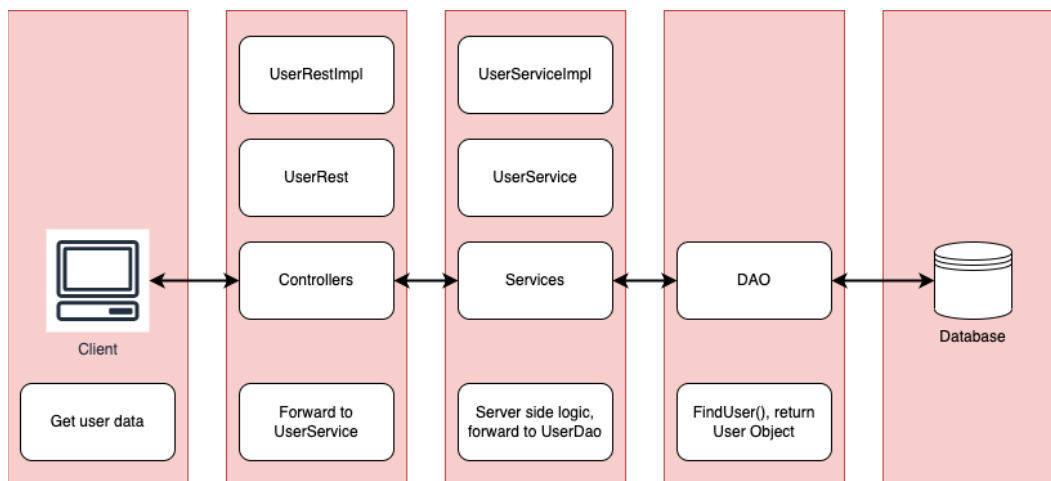 UserRestImpl
UserServiceImpl
UserRest
UserService
Controllers
Services
DAO
Client
Database
Get user data
Forward to
UserService
Server side logic,
forward to UserDao
FindUser(), return
User Object